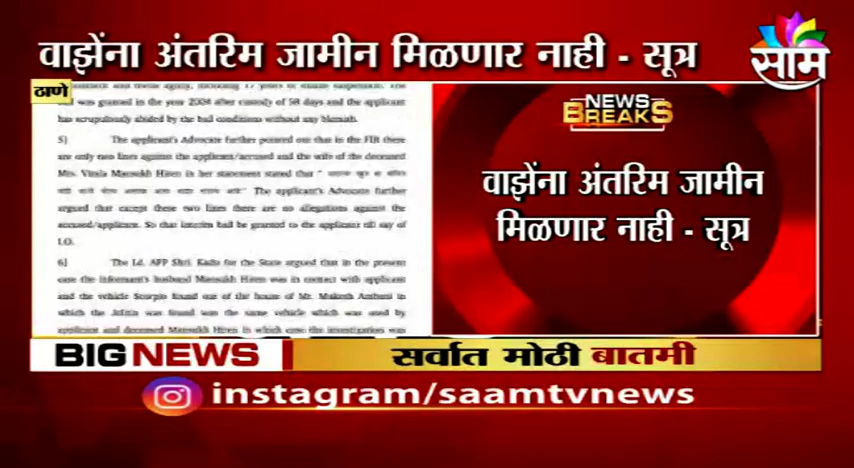 वाझेंना अंतरिम जामीन मिळणार नाही - सूत्र
साम
ठाणे
was granted in the year 2004 after custody of 58 days and the applicant
has scrupulously abided by the bail conditions without any blemish.
5] The applicant's Advocate further pointed out that in the FIR there
are only two lines against the applicant/accused and the wife of the deceased
Mrs. Vimla Mansukh Hiren in her statement stated that "
" The applicant's Advocate further
argued that except these two lines there are no allegations against the
accused/applicant. So that interim bail be granted to the applicant till say of
I.O.
6] The Ld. APP Shri. Kadu for the State argued that in the present
case the informant's husband Mansukh Hiren was in contact with applicant
and the vehicle Scorpio found out of the house of Mr. Mukesh Ambani in
which the Jelitin was found was the same vehicle which was used by
applicant and deceased Mansukh Hiren in which case the investigation was
NEWS
BREAKS
वाझेंना अंतरिम जामीन
मिळणार नाही - सूत्र
BIG NEWS
सर्वात मोठी बातमी
instagram/saamtvnews